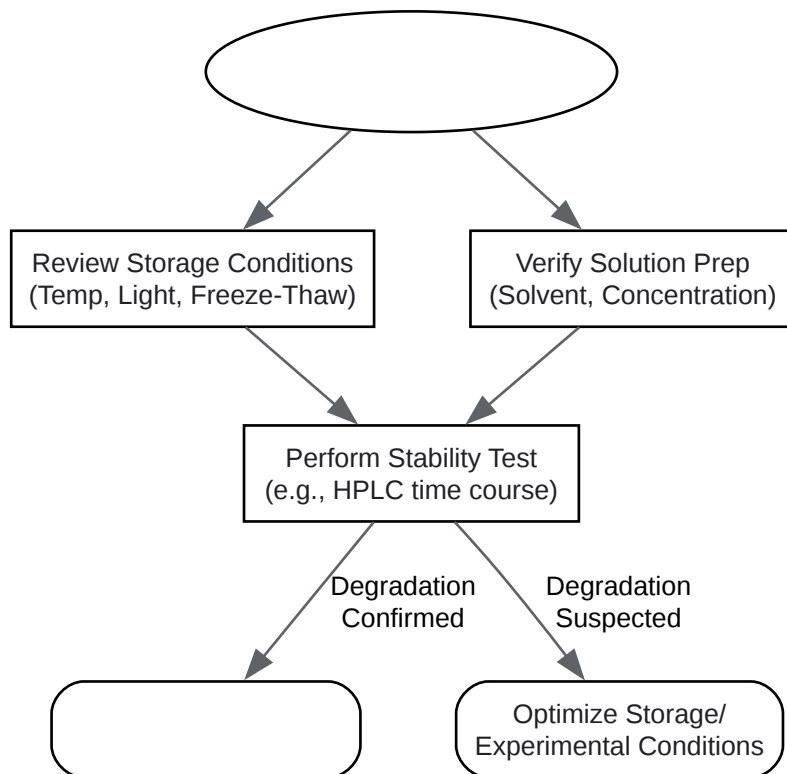 Review Storage Conditions
(Temp, Light, Freeze-Thaw)
Verify Solution Prep
(Solvent, Concentration)
Perform Stability Test
(e.g., HPLC time course)
Degradation
Confirmed
Degradation
Suspected
Optimize Storage/
Experimental Conditions